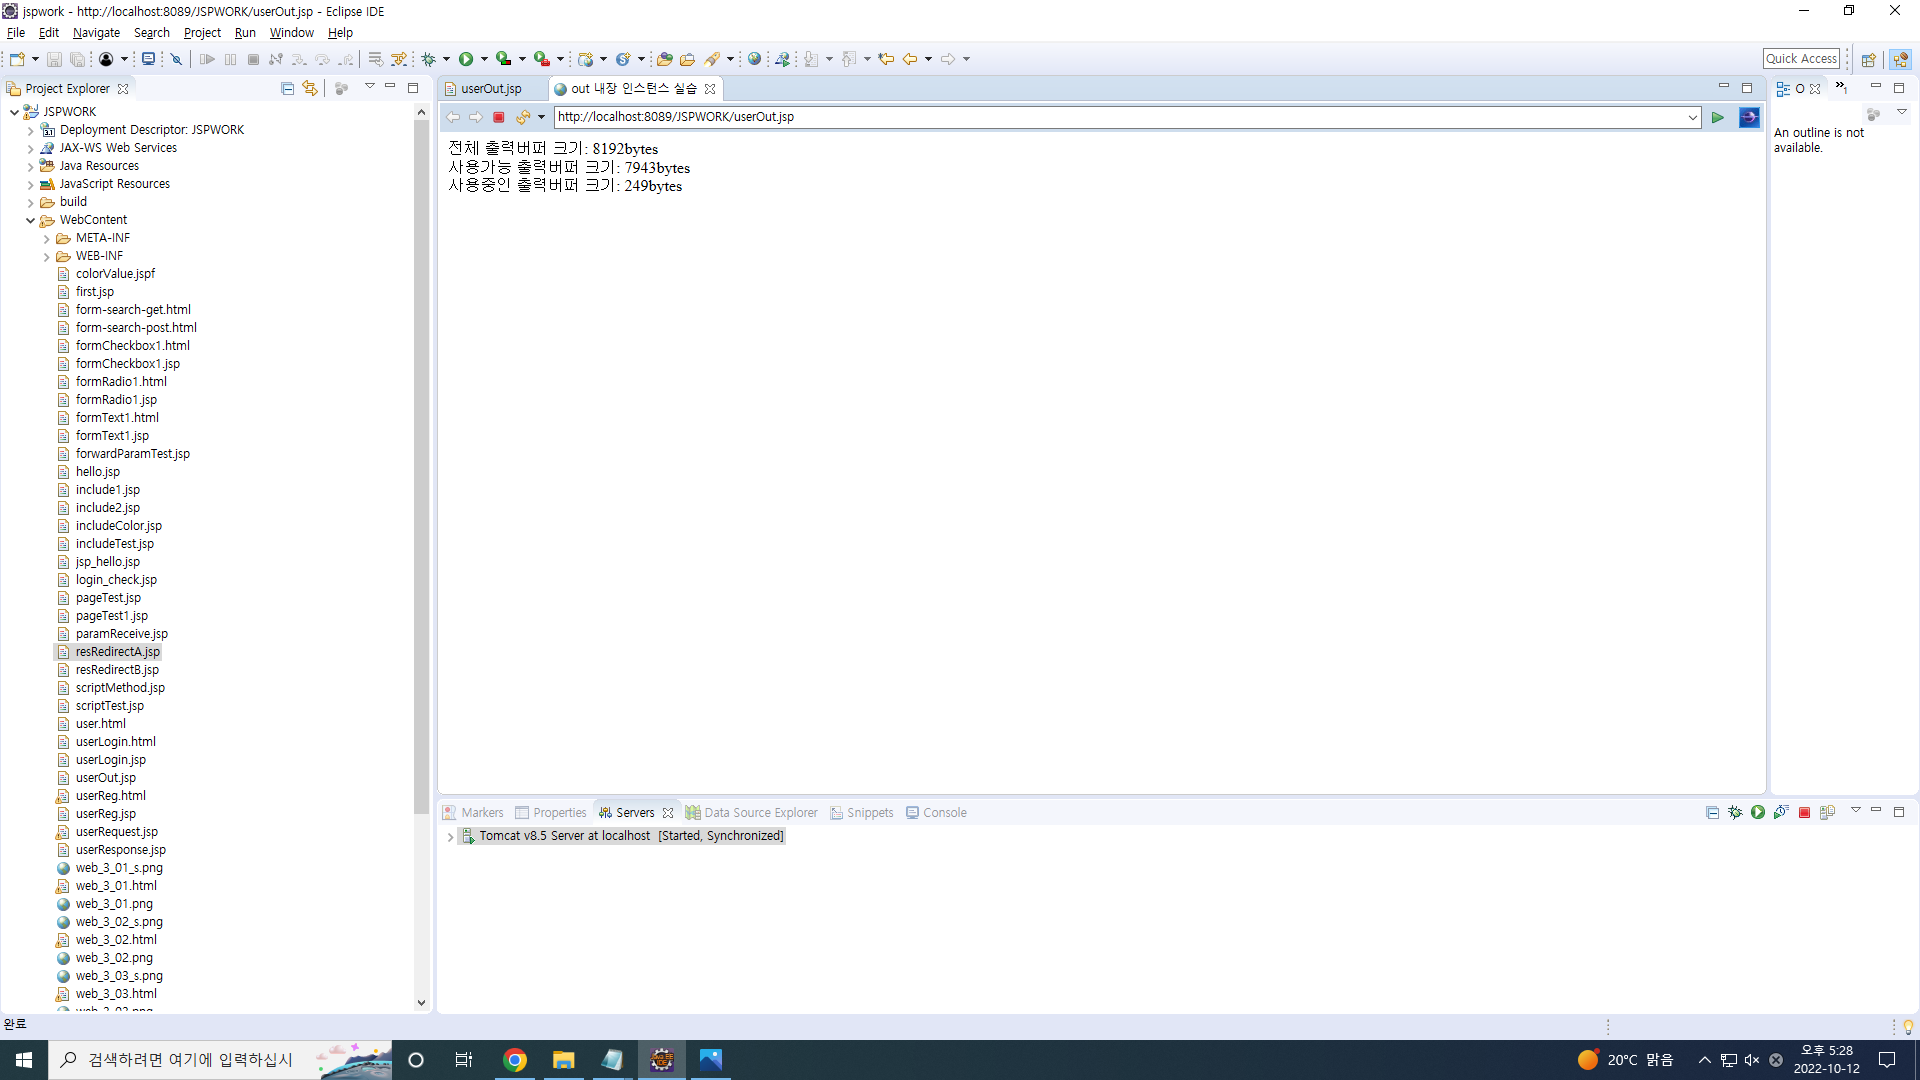 jspwork - http://localhost:8089/JSPWORK/userOut.jsp - Eclipse IDE
File Edit Navigate Search Project Run Window Help
Quick Access
Project Explorer
JSPWORK
Deployment Descriptor: JSPWORK
JAX-WS Web Services
Java Resources
JavaScript Resources
build
WebContent
META-INF
WEB-INF
colorValue.jspf
first.jsp
form-search-get.html
form-search-post.html
formCheckbox1.html
formCheckbox1.jsp
formRadio1.html
formRadio1.jsp
formText1.html
formText1.jsp
forwardParamTest.jsp
hello.jsp
include1.jsp
include2.jsp
includeColor.jsp
includeTest.jsp
jsp_hello.jsp
login_check.jsp
pageTest.jsp
pageTest1.jsp
paramReceive.jsp
resRedirectA.jsp
resRedirectB.jsp
scriptMethod.jsp
scriptTest.jsp
user.html
userLogin.html
userLogin.jsp
userOut.jsp
userReg.html
userReg.jsp
userRequest.jsp
userResponse.jsp
web_3_01_s.png
web_3_01.html
web_3_01.png
web_3_02_s.png
web_3_02.html
web_3_02.png
web_3_03_s.png
web_3_03.html
userOut.jsp
out 내장 인스턴스 실습
http://localhost:8089/JSPWORK/userOut.jsp
전체 출력버퍼 크기: 8192bytes
사용가능 출력버퍼 크기: 7943bytes
사용중인 출력버퍼 크기: 249bytes
O
An outline is not
available.
Markers Properties Servers Data Source Explorer Snippets Console
Tomcat v8.5 Server at localhost [Started, Synchronized]
완료
검색하려면 여기에 입력하십시
20°C 맑음
오후 5:28
2022-10-12